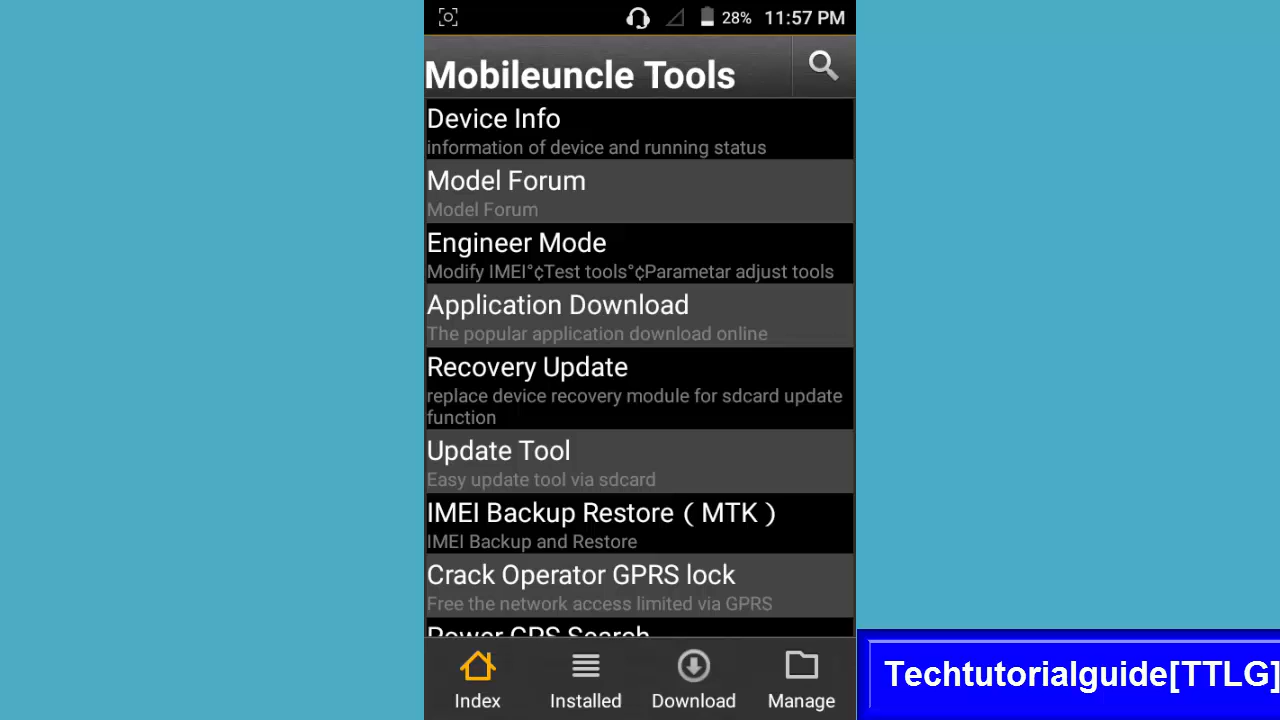 28% 11:57 PM
Mobileuncle Tools
Device Info
information of device and running status
Model Forum
Model Forum
Engineer Mode
Modify IMEI°¢Test tools°¢Parametar adjust tools
Application Download
The popular application download online
Recovery Update
replace device recovery module for sdcard update
function
Update Tool
Easy update tool via sdcard
IMEI Backup Restore（MTK）
IMEI Backup and Restore
Crack Operator GPRS lock
Free the network access limited via GPRS
Power GPS Search
Index Installed Download Manage
Techtutorialguide[TTLG]